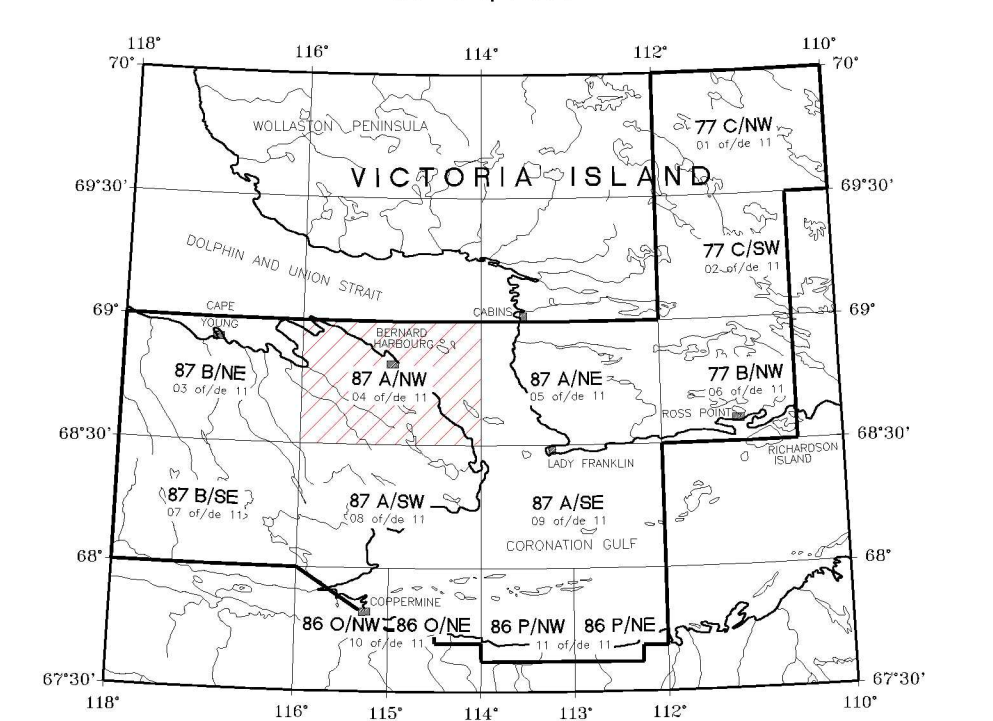 118°
116°
114°
112°
110°
70°
70°
WOLLASTON PENINSULA
77 C/NW
01 of/de 11
VICTORIA ISLAND
69°30'
69°30'
DOLPHIN AND UNION STRAIT
77 C/SW
02 of/de 11
69°
69°
CAPE
YOUNG
CABINS
BERNARD
HARBOURG
87 B/NE
03 of/de 11
87 A/NW
04 of/de 11
87 A/NE
05 of/de 11
77 B/NW
06 of/de 11
ROSS POINT
68°30'
68°30'
LADY FRANKLIN
RICHARDSON
ISLAND
87 B/SE
07 of/de 11
87 A/SW
08 of/de 11
87 A/SE
09 of/de 11
CORONATION GULF
68°
68°
COPPERMINE
86 O/NW
86 O/NE
86 P/NW
86 P/NE
10 of/de 11
11 of/de 11
67°30'
67°30'
118°
116°
115°
114°
113°
112°
110°